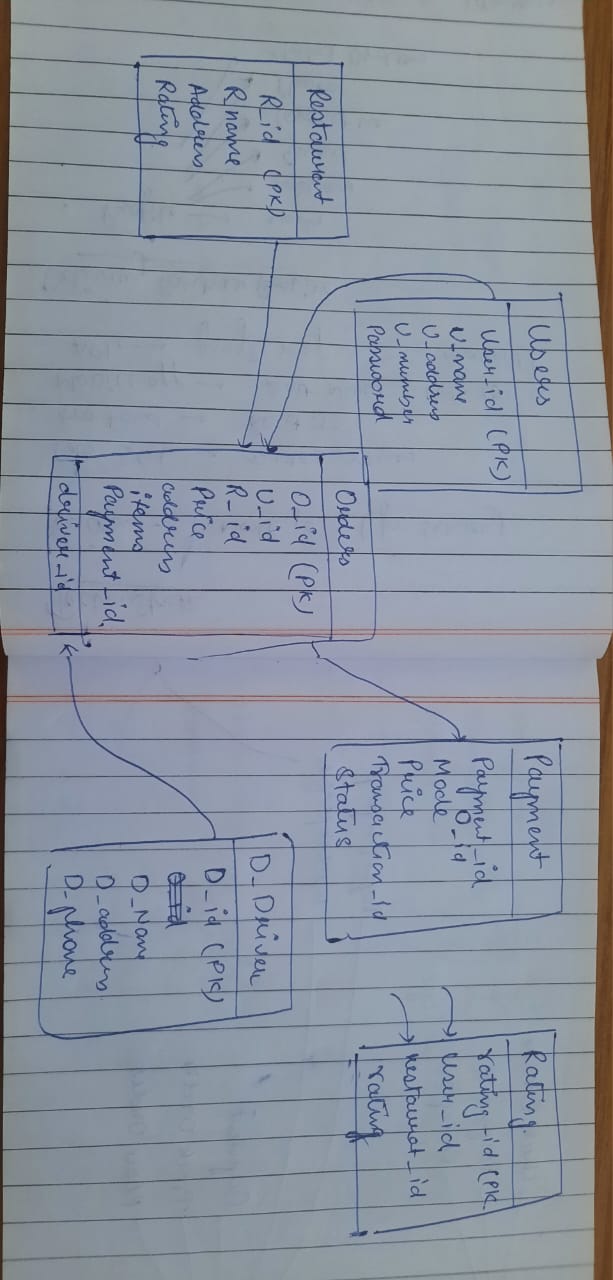 Restaurant
R_id (PK)
R_name
Address
Rating
Users
User_id (PK)
U_name
U_address
U_number
Password
Orders
O_id (PK)
U_id
R_id
Price
address
items
Payment_id
driver_id
Payment
Payment_id
O_id
Mode
Price
Transaction_id
Status
D_Driver
D_id (PK)
D_Name
D_address
D_phone
Rating
rating_id (PK
user_id
restaurat_id
rating